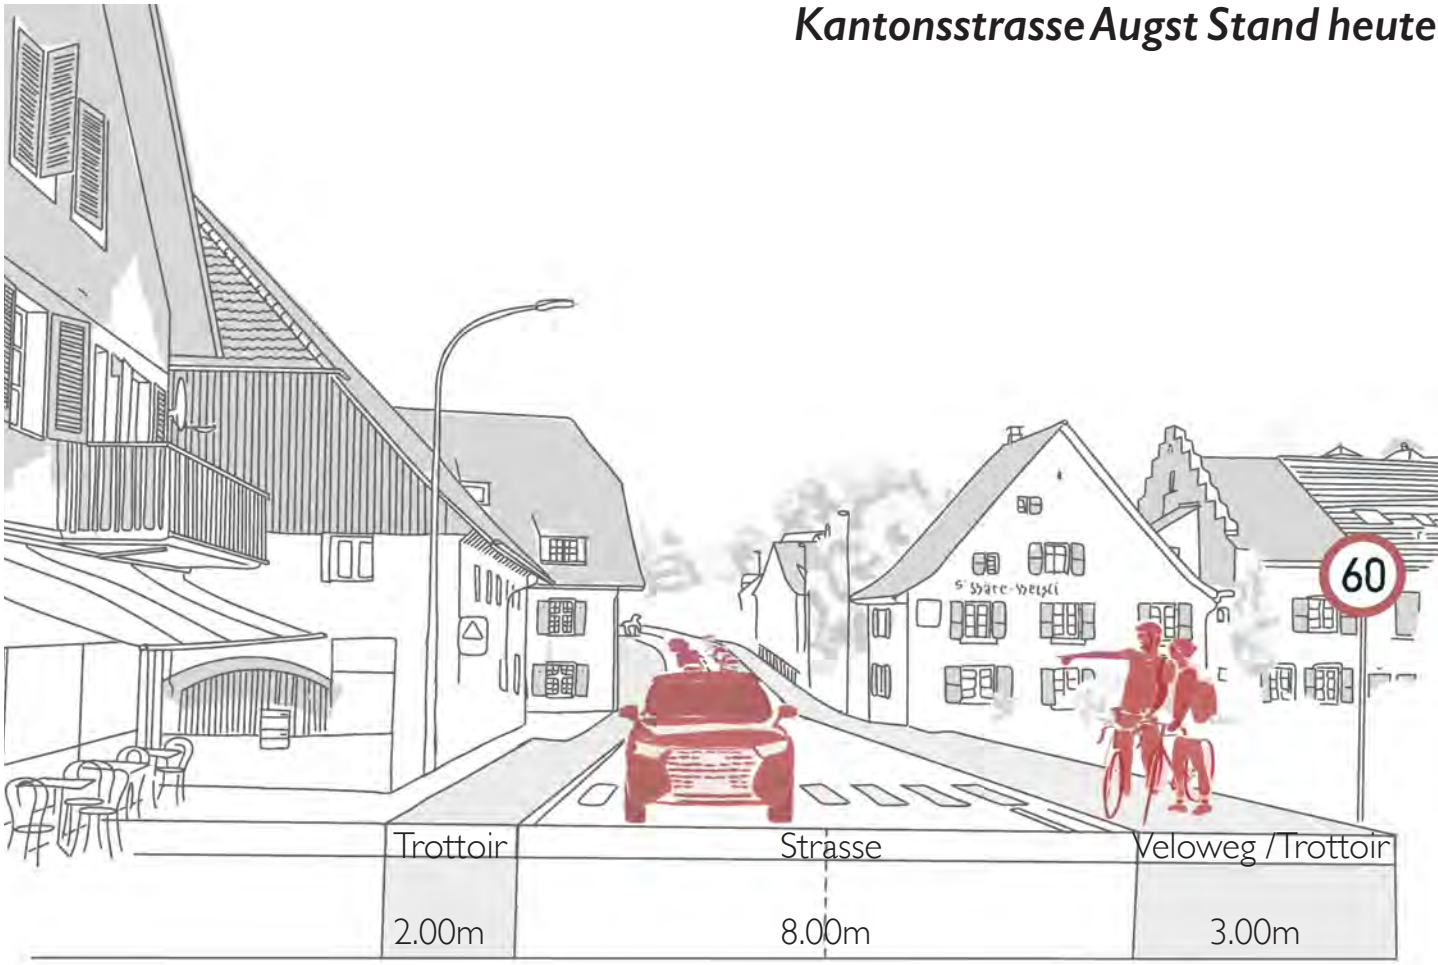 Kantonsstrasse Augst Stand heute
60
Trottoir
Strasse
Veloweg /Trottoir
2.00m
8.00m
3.00m